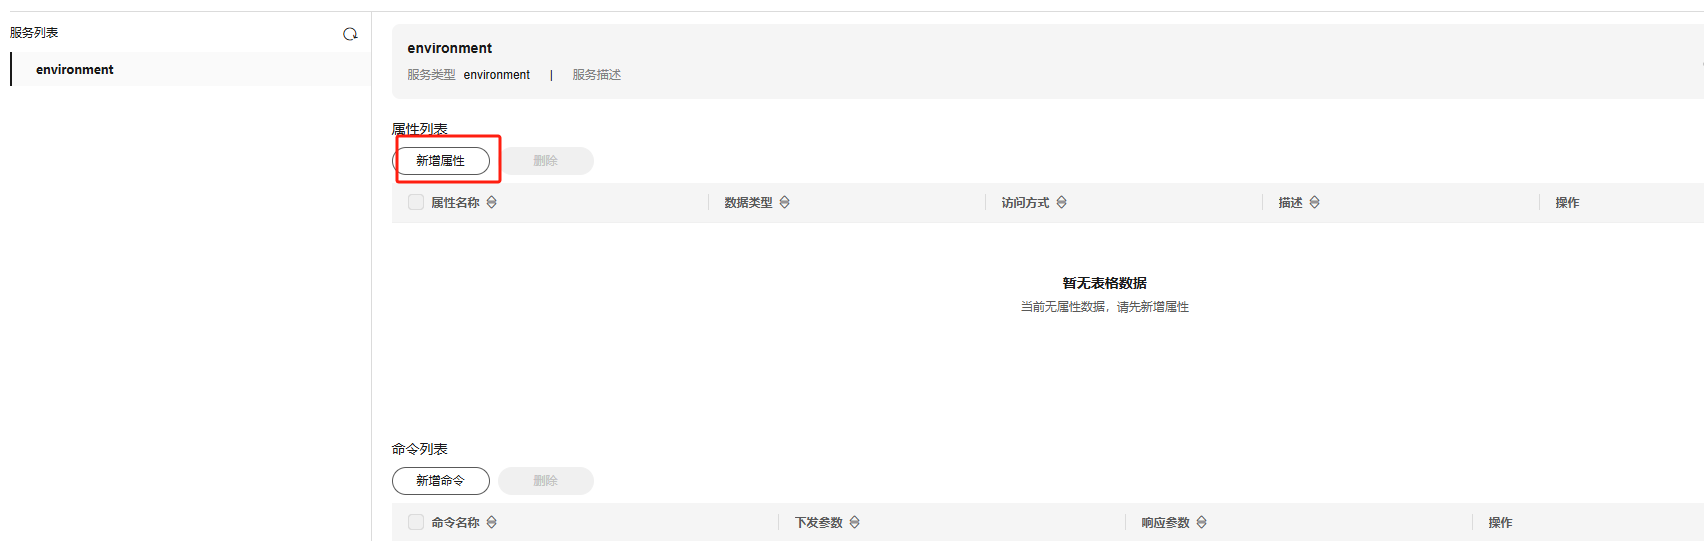 服务列表
environment
environment
服务类型 environment | 服务描述
属性列表
新增属性 删除
属性名称 数据类型 访问方式 描述 操作
暂无表格数据
当前无属性数据，请先新增属性
命令列表
新增命令 删除
命令名称 下发参数 响应参数 操作